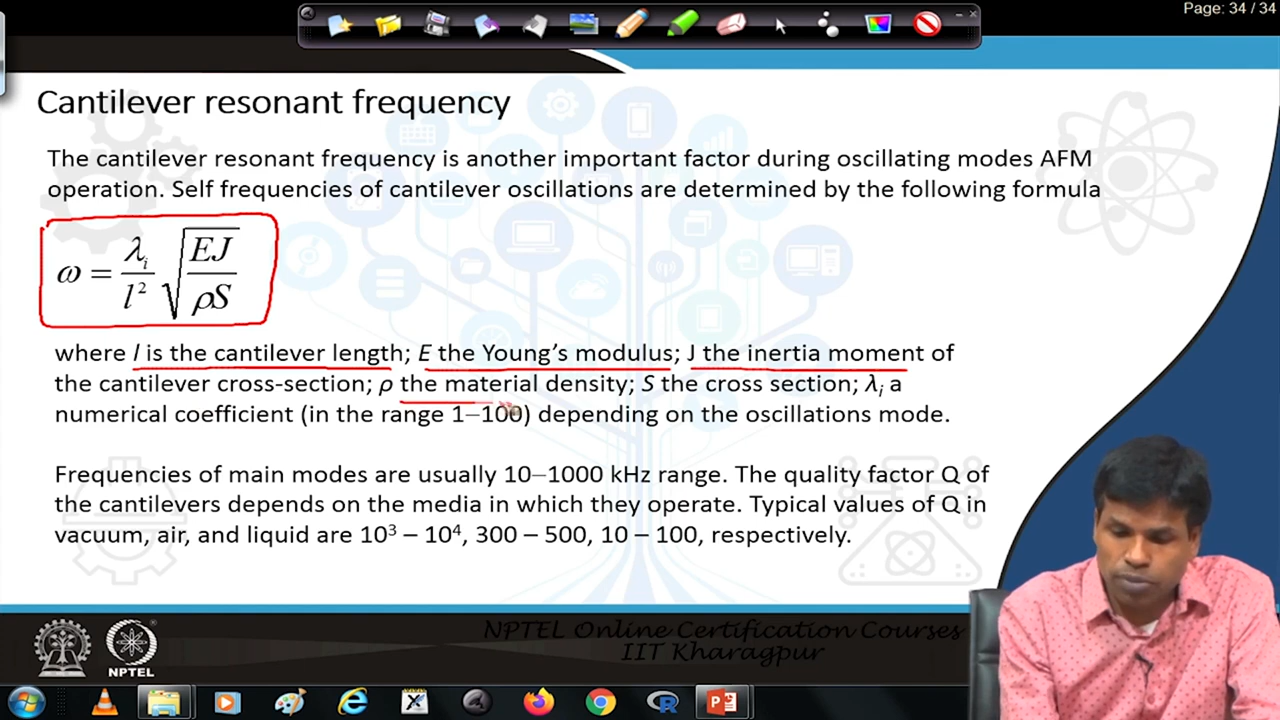 Page: 34 / 34
Cantilever resonant frequency
The cantilever resonant frequency is another important factor during oscillating modes AFM
operation. Self frequencies of cantilever oscillations are determined by the following formula
ω = λᵢ / l² √(EJ / ρS)
where l is the cantilever length; E the Young's modulus; J the inertia moment of
the cantilever cross-section; ρ the material density; S the cross section; λᵢ a
numerical coefficient (in the range 1–100) depending on the oscillations mode.
Frequencies of main modes are usually 10–1000 kHz range. The quality factor Q of
the cantilevers depends on the media in which they operate. Typical values of Q in
vacuum, air, and liquid are 10³ – 10⁴, 300 – 500, 10 – 100, respectively.
NPTEL Online Certification Courses
IIT Kharagpur
NPTEL